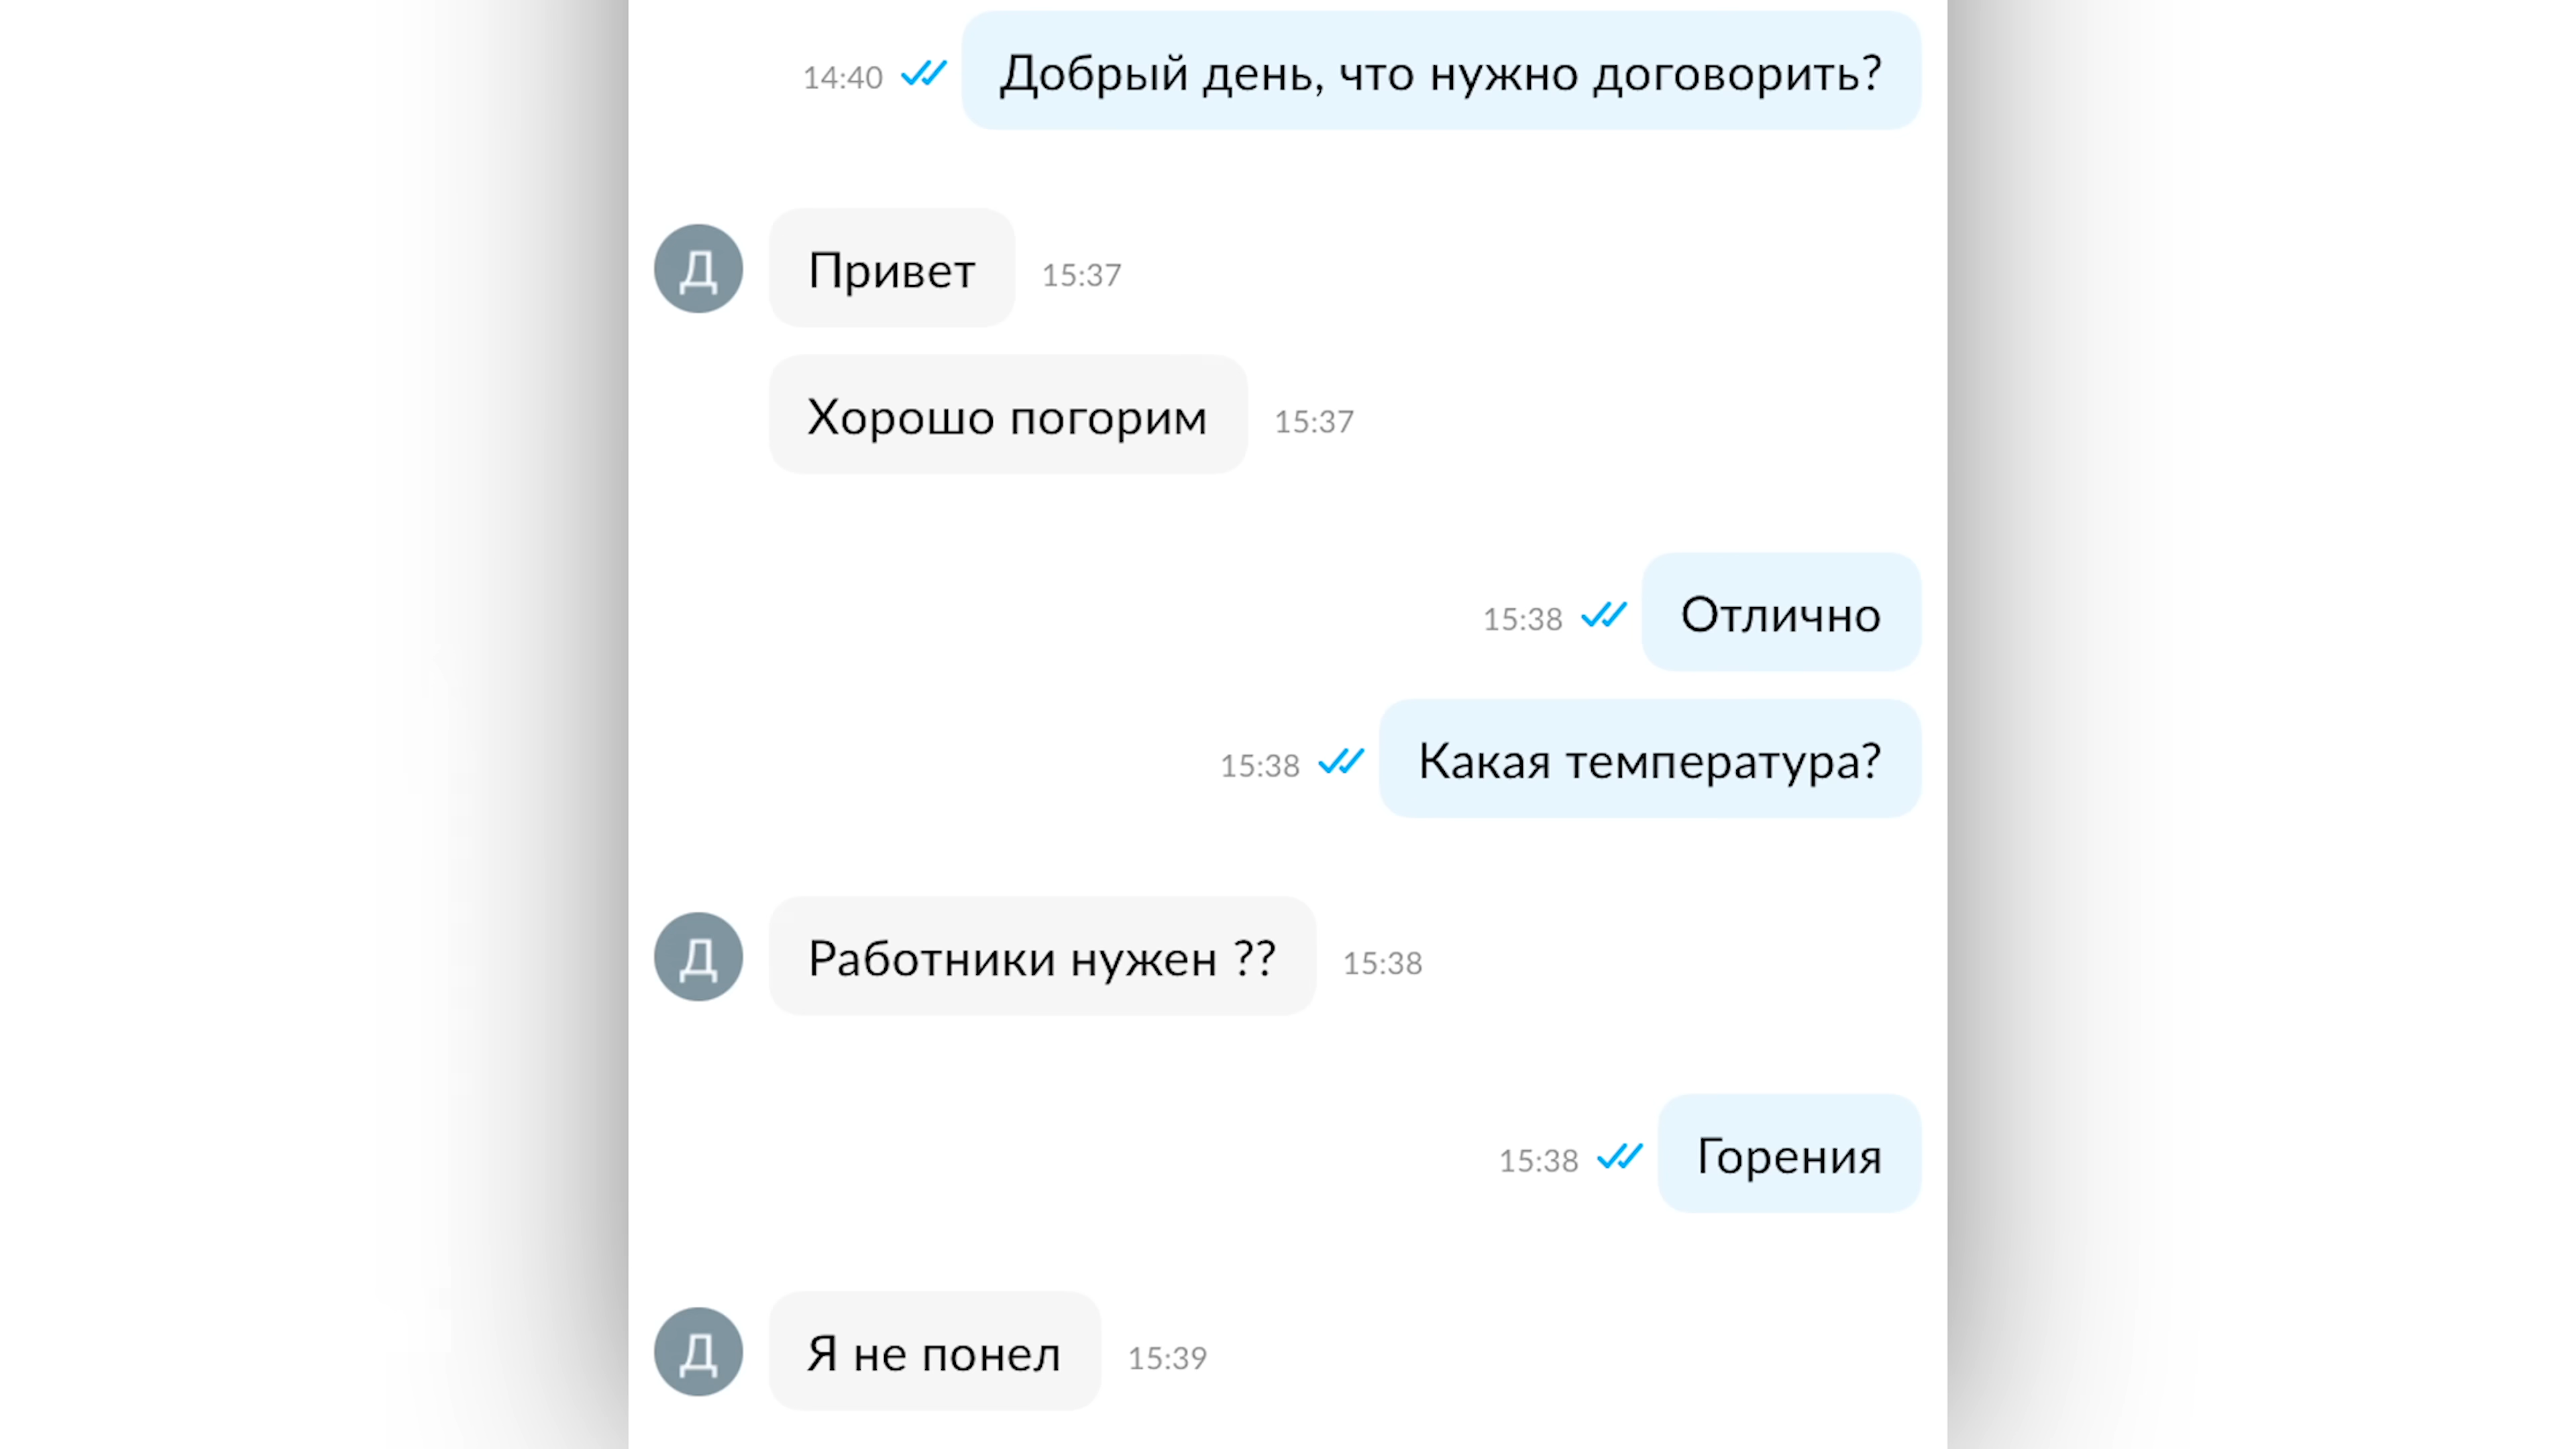 14:40 Добрый день, что нужно договорить?
Д Привет 15:37
Хорошо погорим 15:37
15:38 Отлично
15:38 Какая температура?
Д Работники нужен ?? 15:38
15:38 Горения
Д Я не понел 15:39